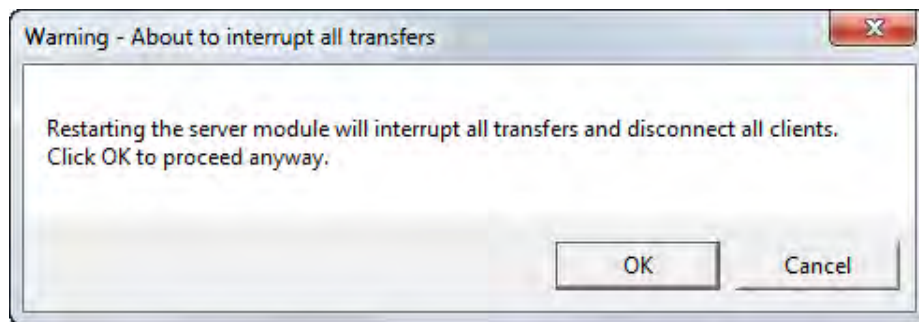 Warning - About to interrupt all transfers
Restarting the server module will interrupt all transfers and disconnect all clients.
Click OK to proceed anyway.
OK Cancel